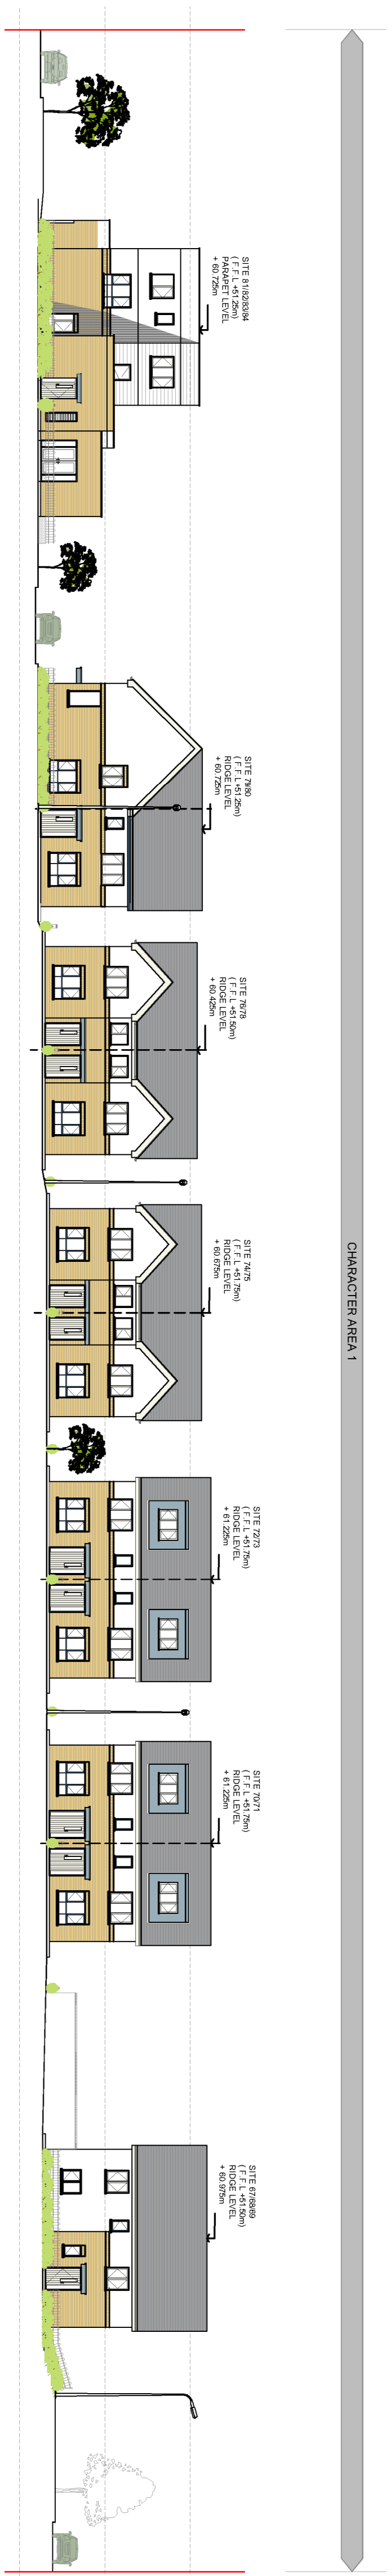 CHARACTER AREA 1
SITE 81/82/83/84
( F.F.L +51.25m)
PARAPET LEVEL
+ 60.725m
SITE 79/80
( F.F.L +51.25m)
RIDGE LEVEL
+ 60.725m
SITE 76/78
( F.F.L +51.50m)
RIDGE LEVEL
+ 60.425m
SITE 74/75
( F.F.L +51.75m)
RIDGE LEVEL
+ 60.675m
SITE 72/73
( F.F.L +51.75m)
RIDGE LEVEL
+ 61.225m
SITE 70/71
( F.F.L +51.75m)
RIDGE LEVEL
+ 61.225m
SITE 67/68/69
( F.F.L +51.50m)
RIDGE LEVEL
+ 60.975m